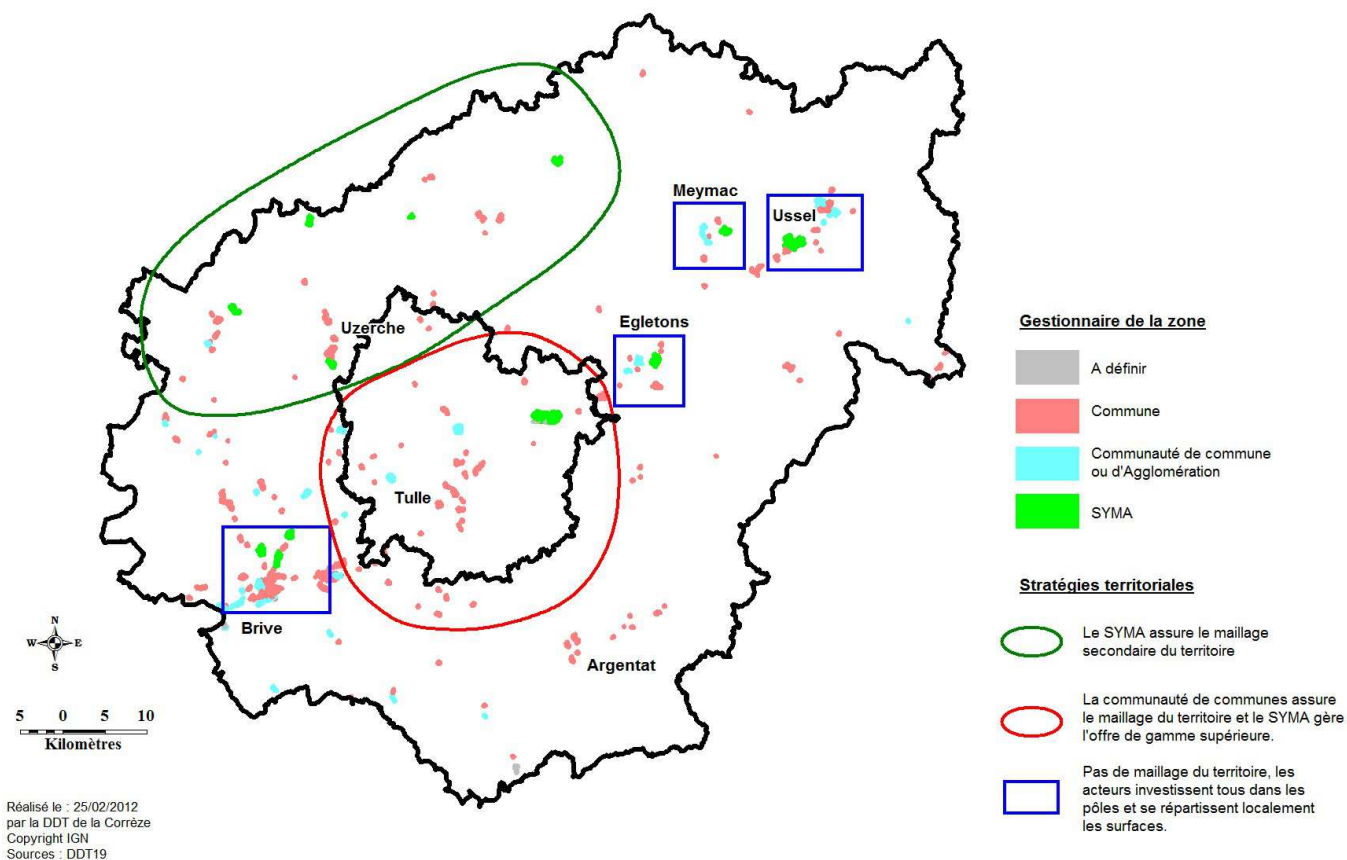 Meymac
Ussel
Uzerche
Egletons
Tulle
Brive
Argentat
N
W
E
S
5 0 5 10
Kilomètres
Réalisé le : 25/02/2012
par la DDT de la Corrèze
Copyright IGN
Sources : DDT19
Gestionnaire de la zone
A définir
Commune
Communauté de commune
ou d'Agglomération
SYMA
Stratégies territoriales
Le SYMA assure le maillage
secondaire du territoire
La communauté de communes assure
le maillage du territoire et le SYMA gère
l'offre de gamme supérieure.
Pas de maillage du territoire, les
acteurs investissent tous dans les
pôles et se répartissent localement
les surfaces.